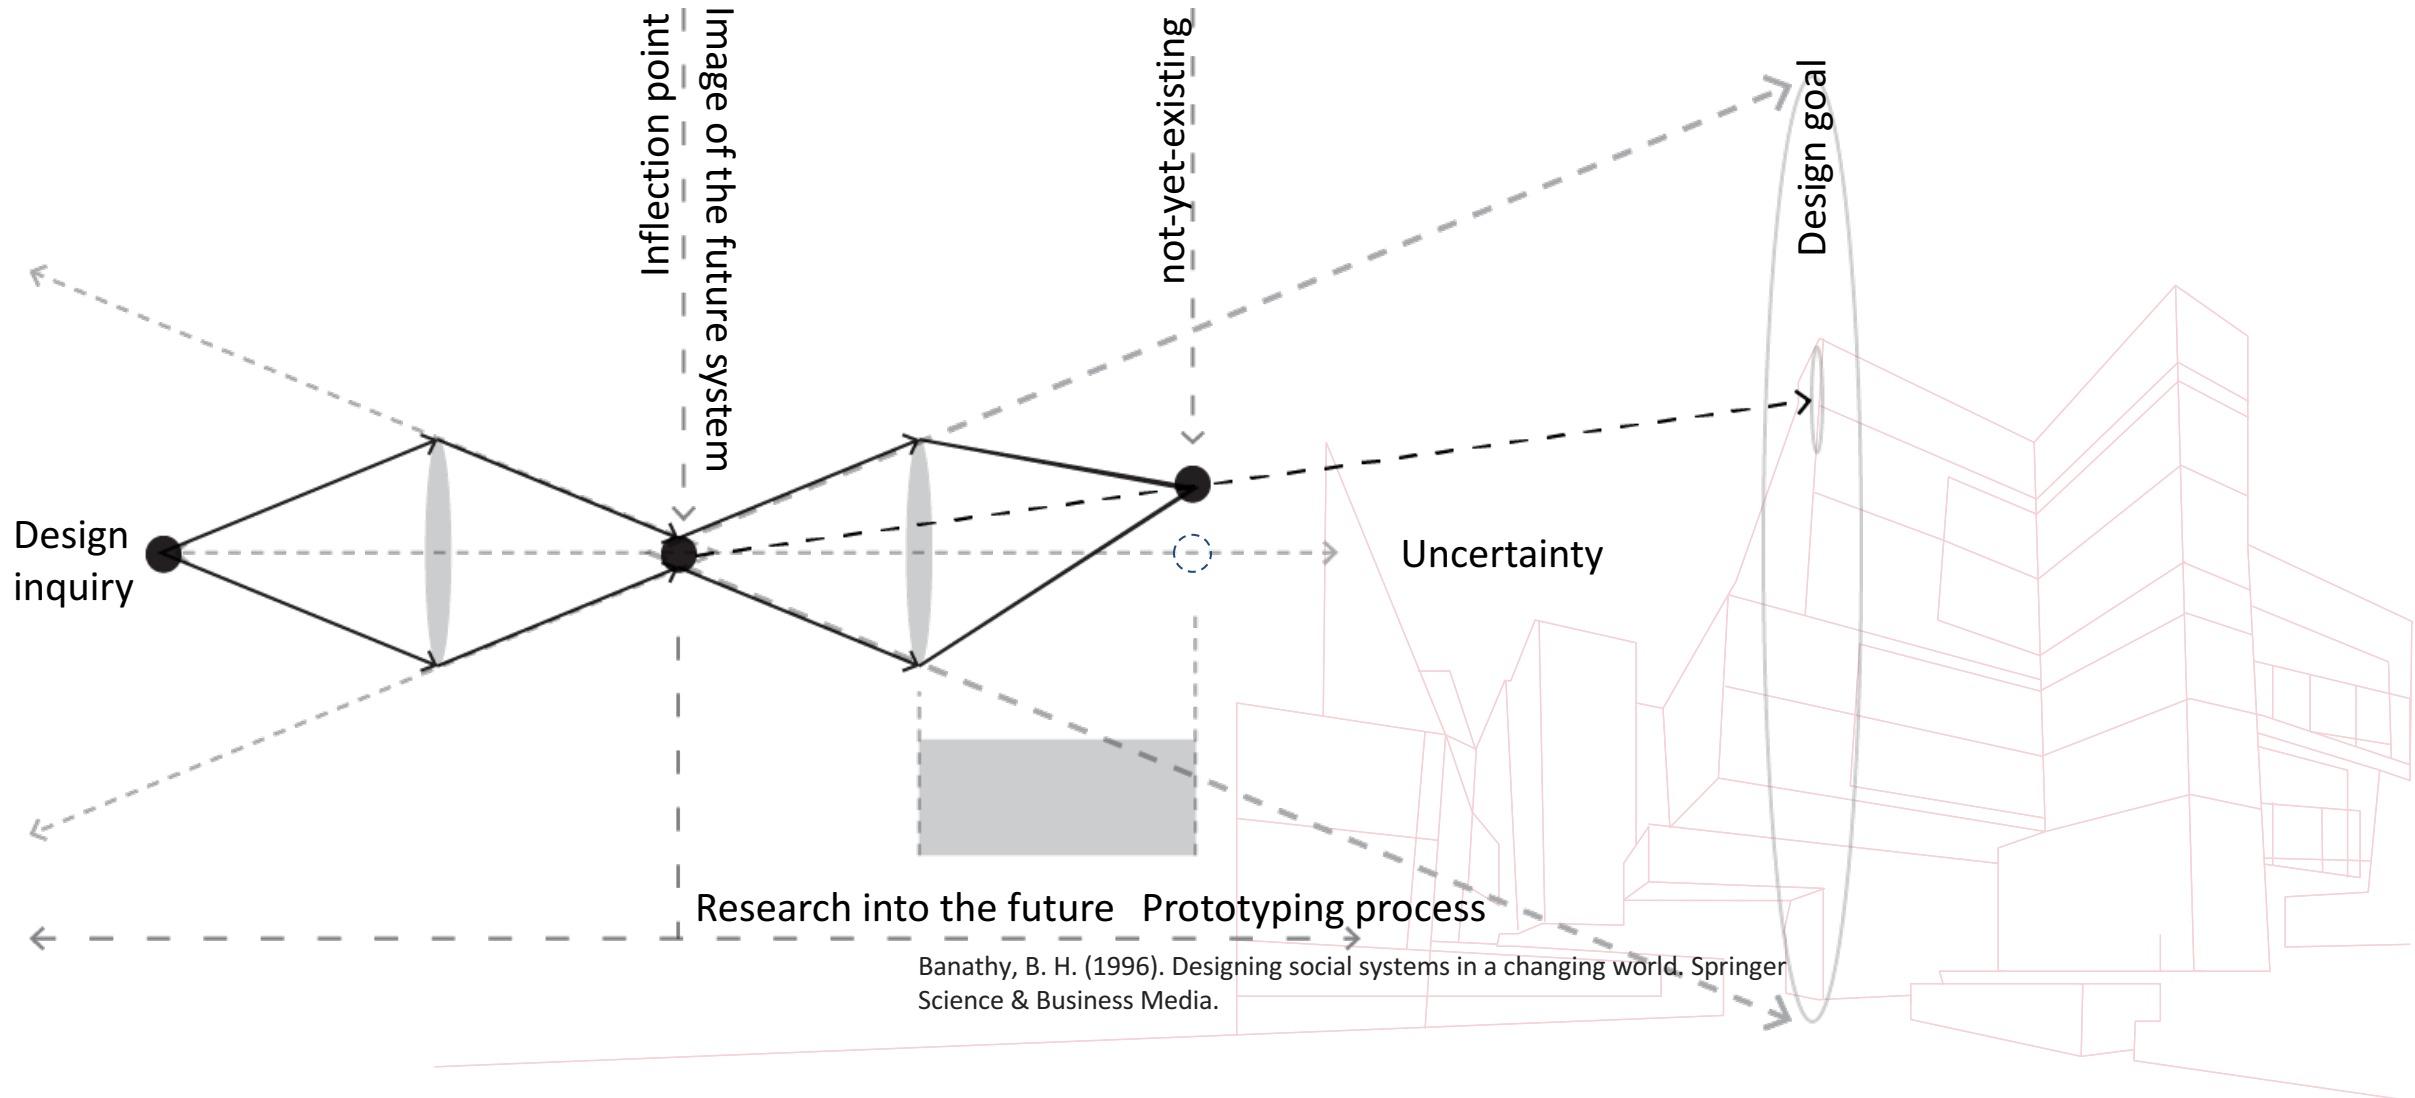 Inflection point
Image of the future system
not-yet-existing
Design goal
Design
inquiry
Uncertainty
Research into the future
Prototyping process
Banathy, B. H. (1996). Designing social systems in a changing world. Springer
Science & Business Media.